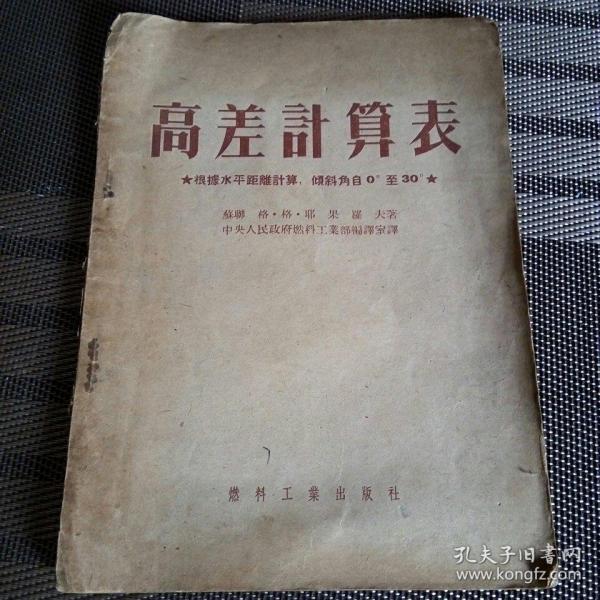 高差計算表
★根據水平距離計算，傾斜角自0°至30°★
蘇聯 格·格·耶果羅夫著
中央人民政府燃料工業部編譯室譯
燃料工業出版社
孔夫子旧书网
www.kongfz.com